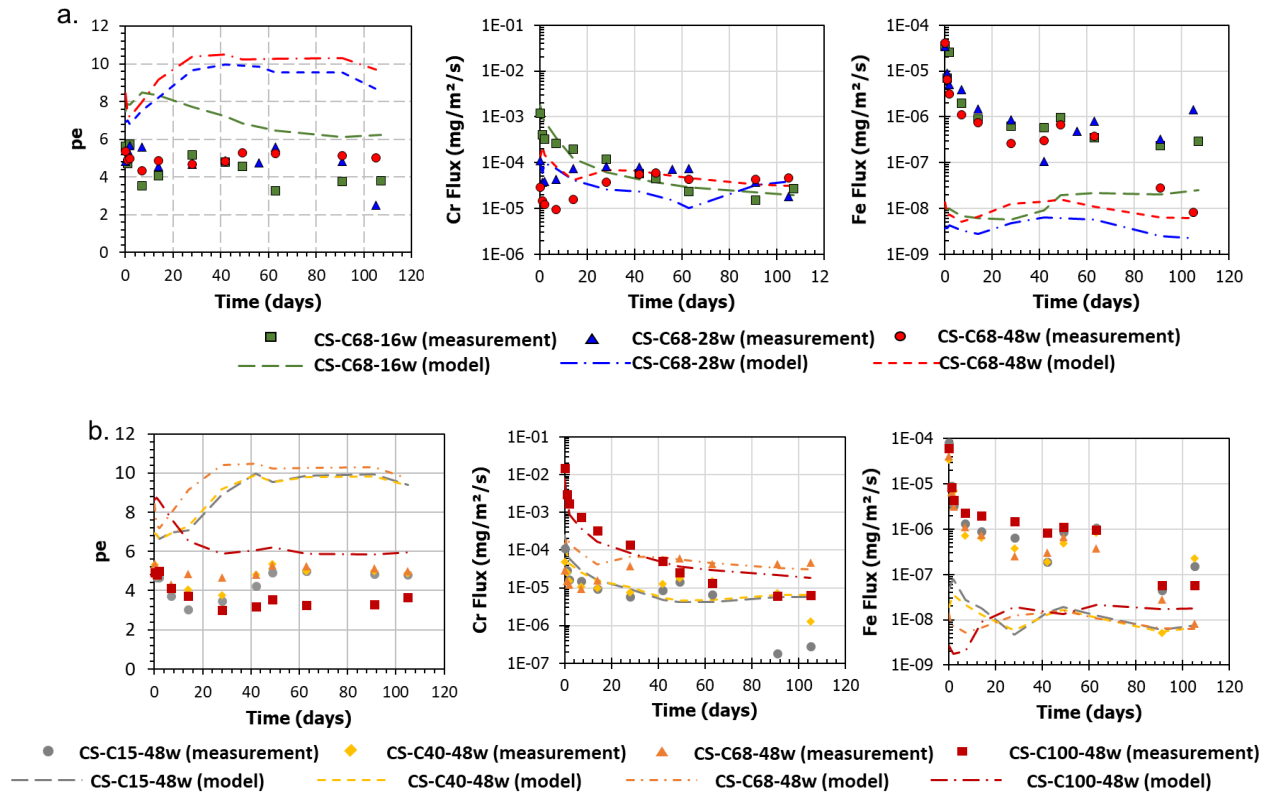 a.
pe
12
10
8
6
4
2
0
0 20 40 60 80 100 120
Time (days)
Cr Flux (mg/m²/s)
1E-01
1E-02
1E-03
1E-04
1E-05
1E-06
0 20 40 60 80 100 12
Time (days)
Fe Flux (mg/m²/s)
1E-04
1E-05
1E-06
1E-07
1E-08
1E-09
0 20 40 60 80 100 120
Time (days)
CS-C68-16w (measurement) CS-C68-28w (measurement) CS-C68-48w (measurement)
CS-C68-16w (model) CS-C68-28w (model) CS-C68-48w (model)
b.
pe
12
10
8
6
4
2
0
0 20 40 60 80 100 120
Time (days)
Cr Flux (mg/m²/s)
1E-01
1E-02
1E-03
1E-04
1E-05
1E-06
1E-07
0 20 40 60 80 100 120
Time (days)
Fe Flux (mg/m²/s)
1E-04
1E-05
1E-06
1E-07
1E-08
1E-09
0 20 40 60 80 100 120
Time (days)
CS-C15-48w (measurement) CS-C40-48w (measurement) CS-C68-48w (measurement) CS-C100-48w (measurement)
CS-C15-48w (model) CS-C40-48w (model) CS-C68-48w (model) CS-C100-48w (model)